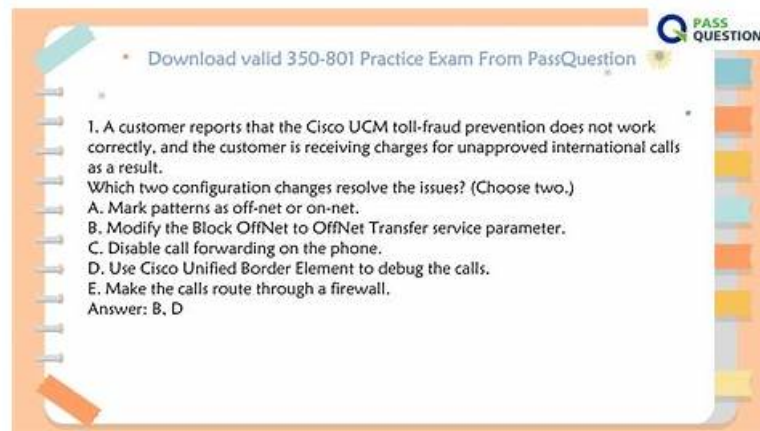 PASS
QUESTION
Download valid 350-801 Practice Exam From PassQuestion
1. A customer reports that the Cisco UCM toll-fraud prevention does not work
correctly, and the customer is receiving charges for unapproved international calls
as a result.
Which two configuration changes resolve the issues? (Choose two.)
A. Mark patterns as off-net or on-net.
B. Modify the Block OffNet to OffNet Transfer service parameter.
C. Disable call forwarding on the phone.
D. Use Cisco Unified Border Element to debug the calls.
E. Make the calls route through a firewall.
Answer: B, D